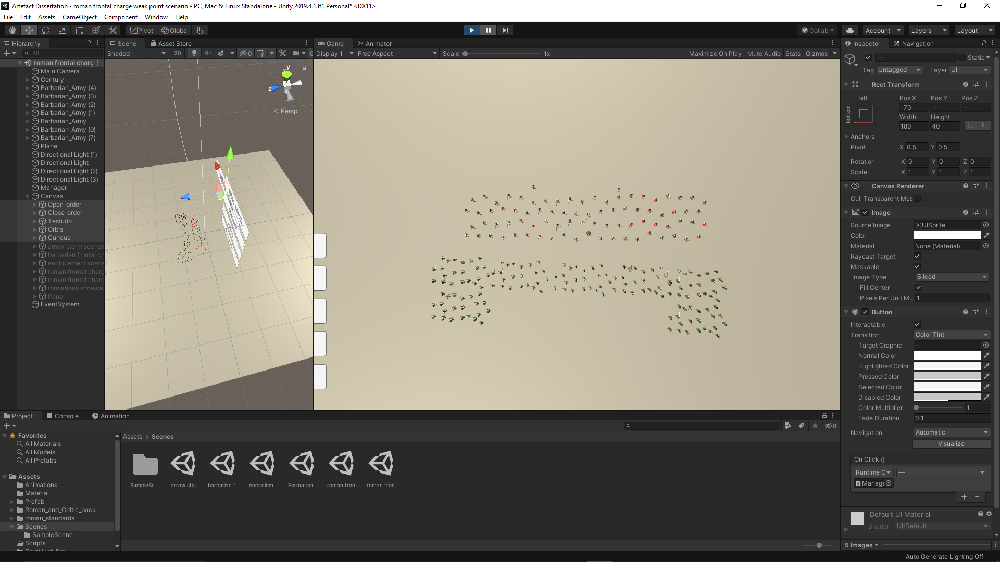 Artefact Dissertation - roman frontal charge weak point scenario - PC, Mac & Linux Standalone - Unity 2019.4.13f1 Personal* <DX11>
File Edit Assets GameObject Component Window Help
Pivot Global Collab Account Layers Layout
Hierarchy
All
roman frontal charg
Main Camera
Century
Barbarian_Army (4)
Barbarian_Army (3)
Barbarian_Army (2)
Barbarian_Army (1)
Barbarian_Army
Barbarian_Army (9)
Barbarian_Army (7)
Plane
Directional Light (1)
Directional Light
Directional Light (2)
Directional Light (3)
Manager
Canvas
Open_order
Close_order
Testudo
Orbis
Cuneus
arrow storm scenar
barbarian frontal ch
encirclement scena
roman frontal charg
roman frontal charg
formations showca
Panel
EventSystem
Scene Asset Store
Shaded 2D 0
y
z
Persp
Game Animator
Display 1 Free Aspect Scale 1x Maximize On Play Mute Audio Stats Gizmos
Inspector Navigation
— Static
Tag Untagged Layer UI
Rect Transform
left
bottom
Pos X Pos Y Pos Z
-70 — —
Width Height
180 40
R
Anchors
Pivot X 0.5 Y 0.5
Rotation X 0 Y 0 Z 0
Scale X 1 Y 1 Z 1
Canvas Renderer
Cull Transparent Mes
Image
Source Image UISprite
Color
Material None (Material)
Raycast Target
Maskable
Image Type Sliced
Fill Center
Pixels Per Unit Mul 1
Button
Interactable
Transition Color Tint
Target Graphic —
Normal Color
Highlighted Color
Pressed Color
Selected Color
Disabled Color
Color Multiplier 1
Fade Duration 0.1
Navigation Automatic
Visualize
On Click ()
Runtime O —
Manage
+ −
Default UI Material
Shader UI/Default
5 Images
Project Console Animation
8
Favorites
All Materials
All Models
All Prefabs
Assets
Animations
Material
Prefab
Roman_and_Celtic_pack
roman_standards
Scenes
SampleScene
Scripts
Assets > Scenes
SampleSc... arrow sto... barbarian f... encirclem... Formation ... roman fron... roman fron...
Auto Generate Lighting Off